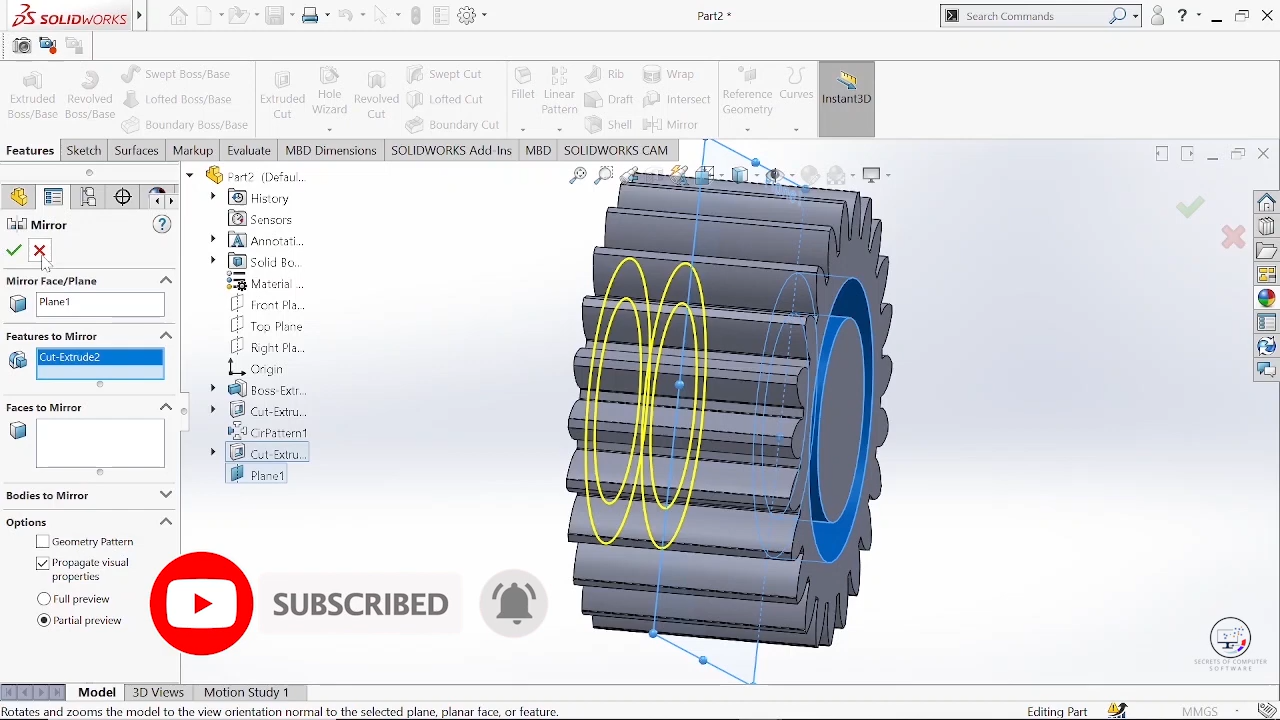 SOLIDWORKS
Part2 *
Search Commands
Extruded Boss/Base
Revolved Boss/Base
Swept Boss/Base
Lofted Boss/Base
Boundary Boss/Base
Extruded Cut
Hole Wizard
Revolved Cut
Swept Cut
Lofted Cut
Boundary Cut
Fillet
Linear Pattern
Rib
Draft
Shell
Wrap
Intersect
Mirror
Reference Geometry
Curves
Instant3D
Features
Sketch
Surfaces
Markup
Evaluate
MBD Dimensions
SOLIDWORKS Add-Ins
MBD
SOLIDWORKS CAM
Mirror
Mirror Face/Plane
Plane1
Features to Mirror
Cut-Extrude2
Faces to Mirror
Bodies to Mirror
Options
Geometry Pattern
Propagate visual
properties
Full preview
Partial preview
Part2 (Defaul...
History
Sensors
Annotati...
Solid Bo...
Material ...
Front Pla...
Top Plane
Right Pla...
Origin
Boss-Extr...
Cut-Extru...
CirPattern1
Cut-Extru...
Plane1
SUBSCRIBED
SECRETS OF COMPUTER
SOFTWARE
Model
3D Views
Motion Study 1
Rotates and zooms the model to the view orientation normal to the selected plane, planar face, or feature.
Editing Part
MMGS